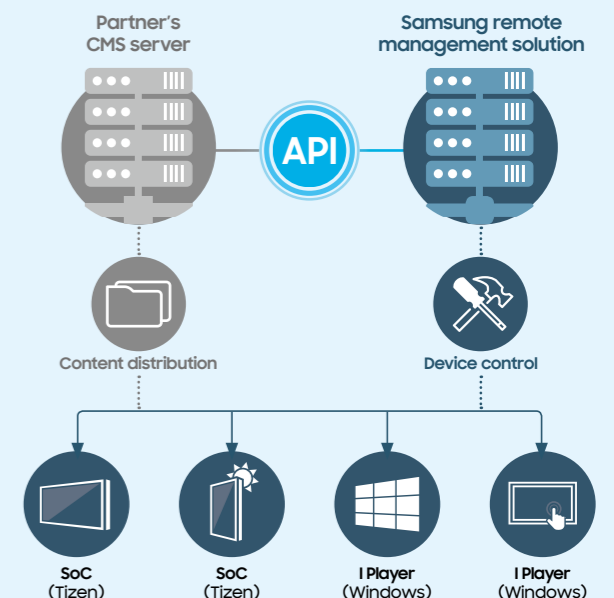 Partner's
CMS server
Samsung remote
management solution
API
Content distribution
Device control
SoC
(Tizen)
SoC
(Tizen)
I Player
(Windows)
I Player
(Windows)